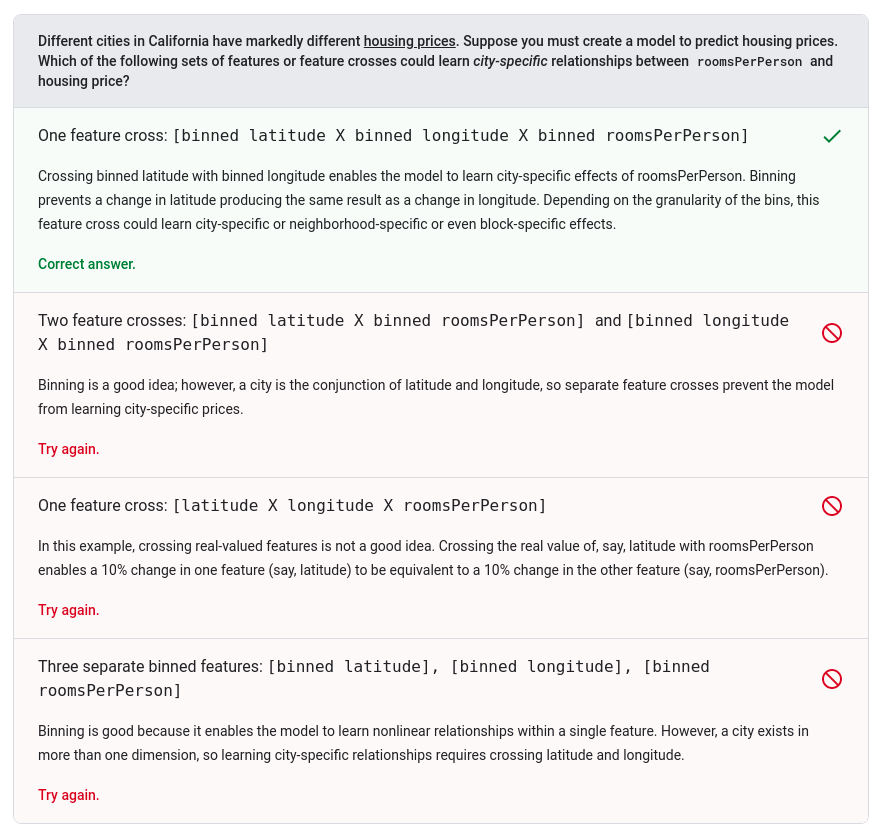 Different cities in California have markedly different housing prices. Suppose you must create a model to predict housing prices.
Which of the following sets of features or feature crosses could learn city-specific relationships between roomsPerPerson and
housing price?
One feature cross: [binned latitude X binned longitude X binned roomsPerPerson]
Crossing binned latitude with binned longitude enables the model to learn city-specific effects of roomsPerPerson. Binning
prevents a change in latitude producing the same result as a change in longitude. Depending on the granularity of the bins, this
feature cross could learn city-specific or neighborhood-specific or even block-specific effects.
Correct answer.
Two feature crosses: [binned latitude X binned roomsPerPerson] and [binned longitude
X binned roomsPerPerson]
Binning is a good idea; however, a city is the conjunction of latitude and longitude, so separate feature crosses prevent the model
from learning city-specific prices.
Try again.
One feature cross: [latitude X longitude X roomsPerPerson]
In this example, crossing real-valued features is not a good idea. Crossing the real value of, say, latitude with roomsPerPerson
enables a 10% change in one feature (say, latitude) to be equivalent to a 10% change in the other feature (say, roomsPerPerson).
Try again.
Three separate binned features: [binned latitude], [binned longitude], [binned
roomsPerPerson]
Binning is good because it enables the model to learn nonlinear relationships within a single feature. However, a city exists in
more than one dimension, so learning city-specific relationships requires crossing latitude and longitude.
Try again.